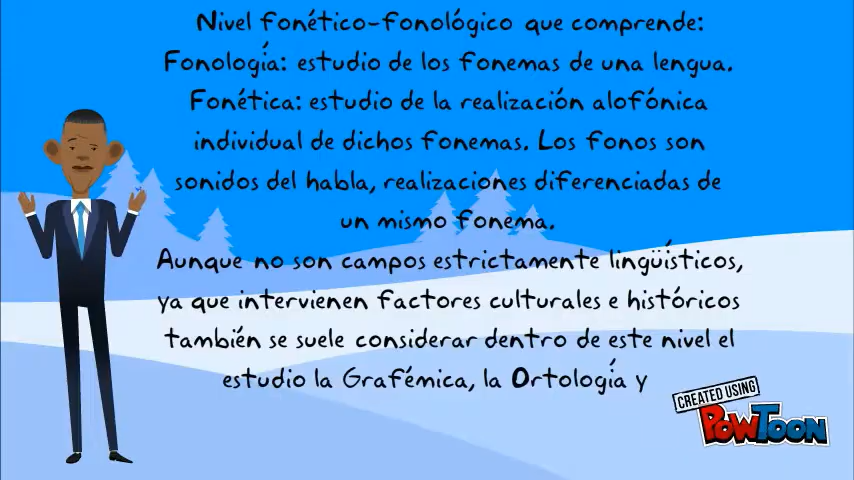 Nivel fonético-fonológico que comprende:
Fonología: estudio de los fonemas de una lengua.
Fonética: estudio de la realización alofónica
individual de dichos fonemas. Los fonos son
sonidos del habla, realizaciones diferenciadas de
un mismo fonema.
Aunque no son campos estrictamente lingüísticos,
ya que intervienen factores culturales e históricos
también se suele considerar dentro de este nivel el
estudio la Grafémica, la Ortología y
CREATED USING
POWTOON